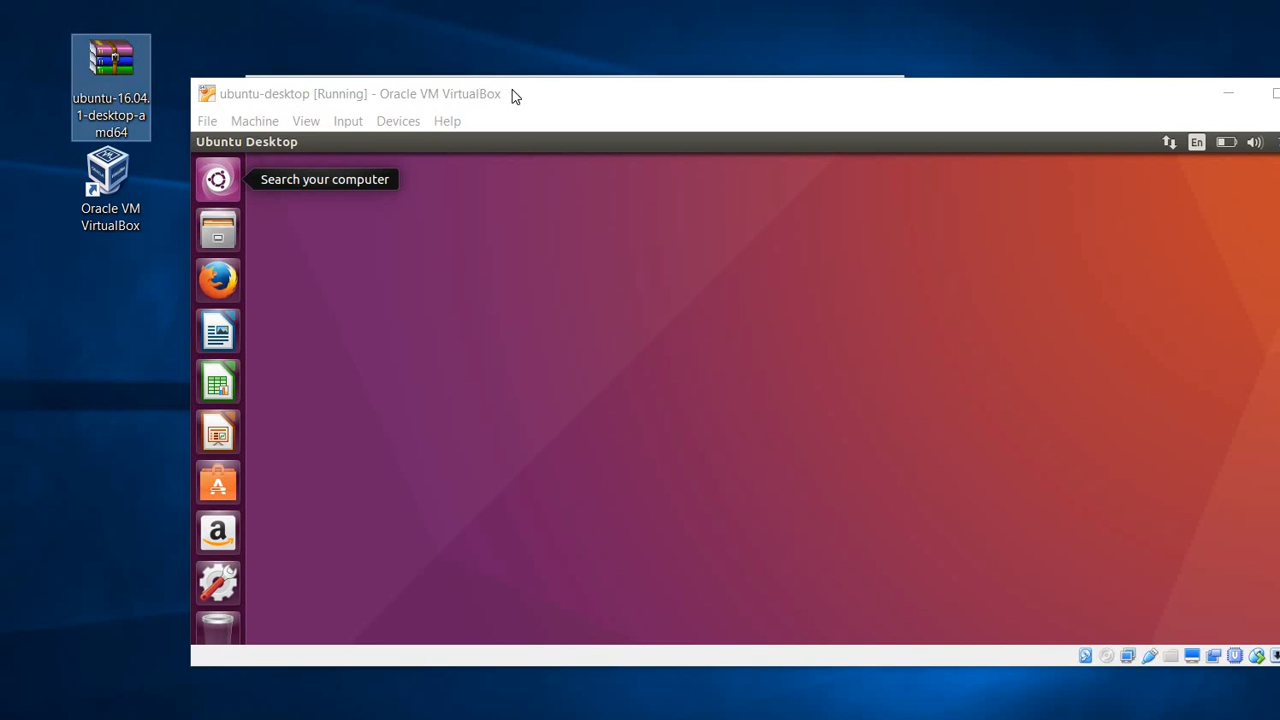 ubuntu-16.04.
1-desktop-a
md64
Oracle VM
VirtualBox
ubuntu-desktop [Running] - Oracle VM VirtualBox
File Machine View Input Devices Help
Ubuntu Desktop
En
Search your computer